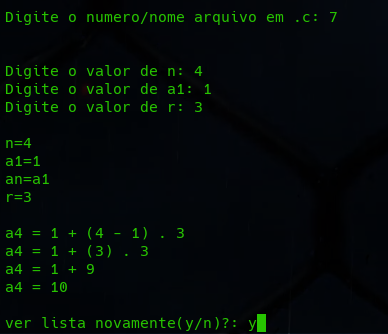 Digite o numero/nome arquivo em .c: 7
Digite o valor de n: 4
Digite o valor de a1: 1
Digite o valor de r: 3
n=4
a1=1
an=a1
r=3
a4 = 1 + (4 - 1) . 3
a4 = 1 + (3) . 3
a4 = 1 + 9
a4 = 10
ver lista novamente(y/n)?: y